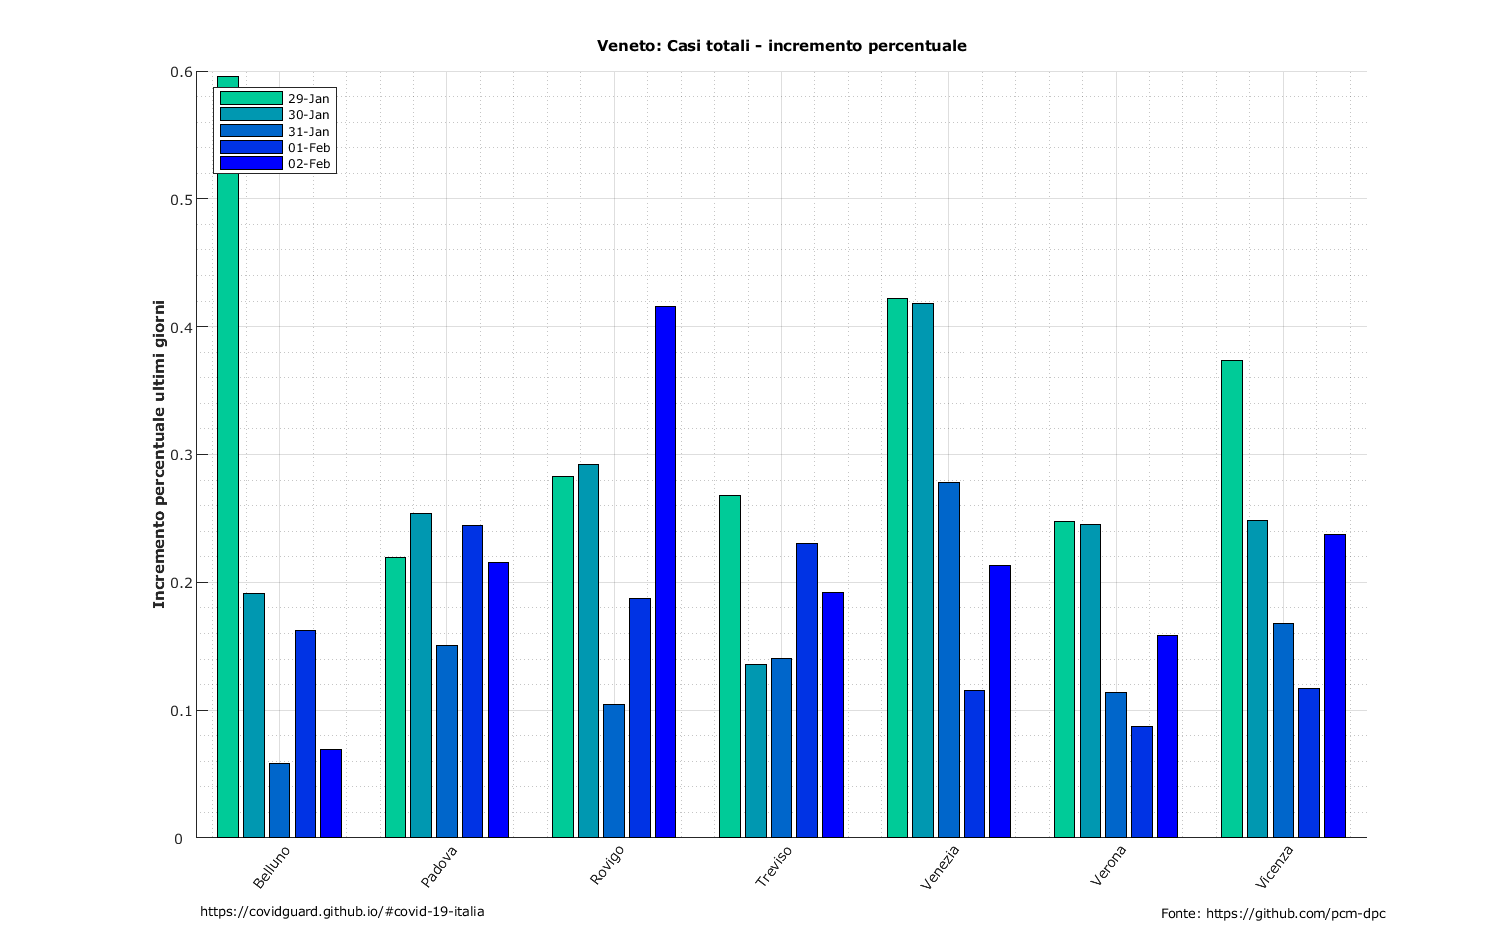 Veneto: Casi totali - incremento percentuale
0.6
0.5
0.4
0.3
0.2
0.1
0
Incremento percentuale ultimi giorni
29-Jan
30-Jan
31-Jan
01-Feb
02-Feb
Belluno
Padova
Rovigo
Treviso
Venezia
Verona
Vicenza
https://covidguard.github.io/#covid-19-italia
Fonte: https://github.com/pcm-dpc